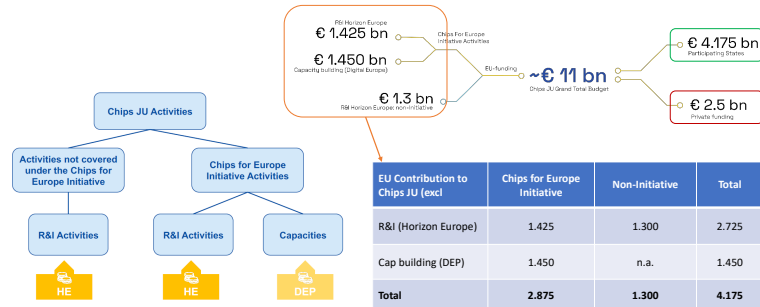 R&I Horizon Europe
€ 1.425 bn
€ 1.450 bn
Capacity building (Digital Europe)
€ 1.3 bn
R&I Horizon Europe: non-initiative
Chips For Europe
Initiative Activities
EU-funding
~€ 11 bn
Chips JU Grand Total Budget
€ 4.175 bn
Participating States
€ 2.5 bn
Private funding
Chips JU Activities
Activities not covered
under the Chips for
Europe Initiative
Chips for Europe
Initiative Activities
R&I Activities
R&I Activities
Capacities
HE
HE
DEP
EU Contribution to
Chips JU (excl
Chips for Europe
Initiative
Non-Initiative
Total
R&I (Horizon Europe)
1.425
1.300
2.725
Cap building (DEP)
1.450
n.a.
1.450
Total
2.875
1.300
4.175